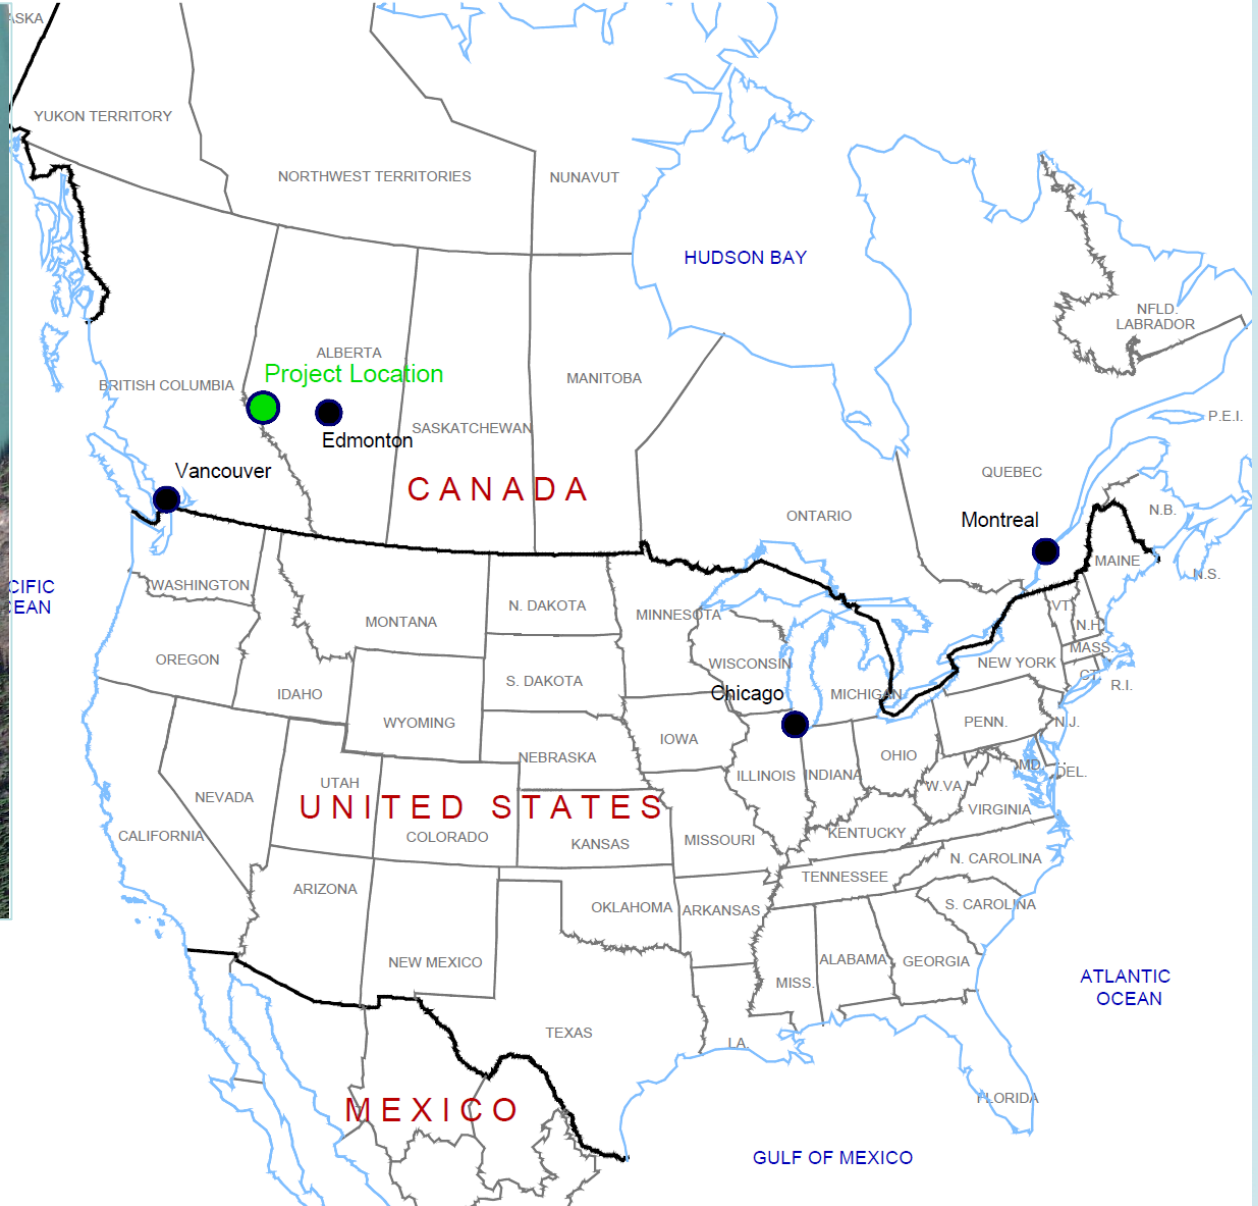 ASKA
YUKON TERRITORY
NORTHWEST TERRITORIES
NUNAVUT
HUDSON BAY
NFLD.
LABRADOR
ALBERTA
Project Location
BRITISH COLUMBIA
MANITOBA
P.E.I.
Edmonton
SASKATCHEWAN
Vancouver
QUEBEC
CANADA
ONTARIO
N.B.
Montreal
MAINE
N.S.
CIFIC
EAN
WASHINGTON
N. DAKOTA
MINNESOTA
VT.
N.H.
MONTANA
MASS.
OREGON
WISCONSIN
NEW YORK
CT.
R.I.
S. DAKOTA
IDAHO
Chicago
MICHIGAN
WYOMING
PENN.
N.J.
IOWA
NEBRASKA
OHIO
MD.
DEL.
UTAH
ILLINOIS
INDIANA
W.VA.
NEVADA
UNITED STATES
VIRGINIA
CALIFORNIA
COLORADO
KANSAS
MISSOURI
KENTUCKY
N. CAROLINA
TENNESSEE
ARIZONA
OKLAHOMA
ARKANSAS
S. CAROLINA
NEW MEXICO
ALABAMA
GEORGIA
MISS.
ATLANTIC
OCEAN
TEXAS
LA.
FLORIDA
MEXICO
GULF OF MEXICO